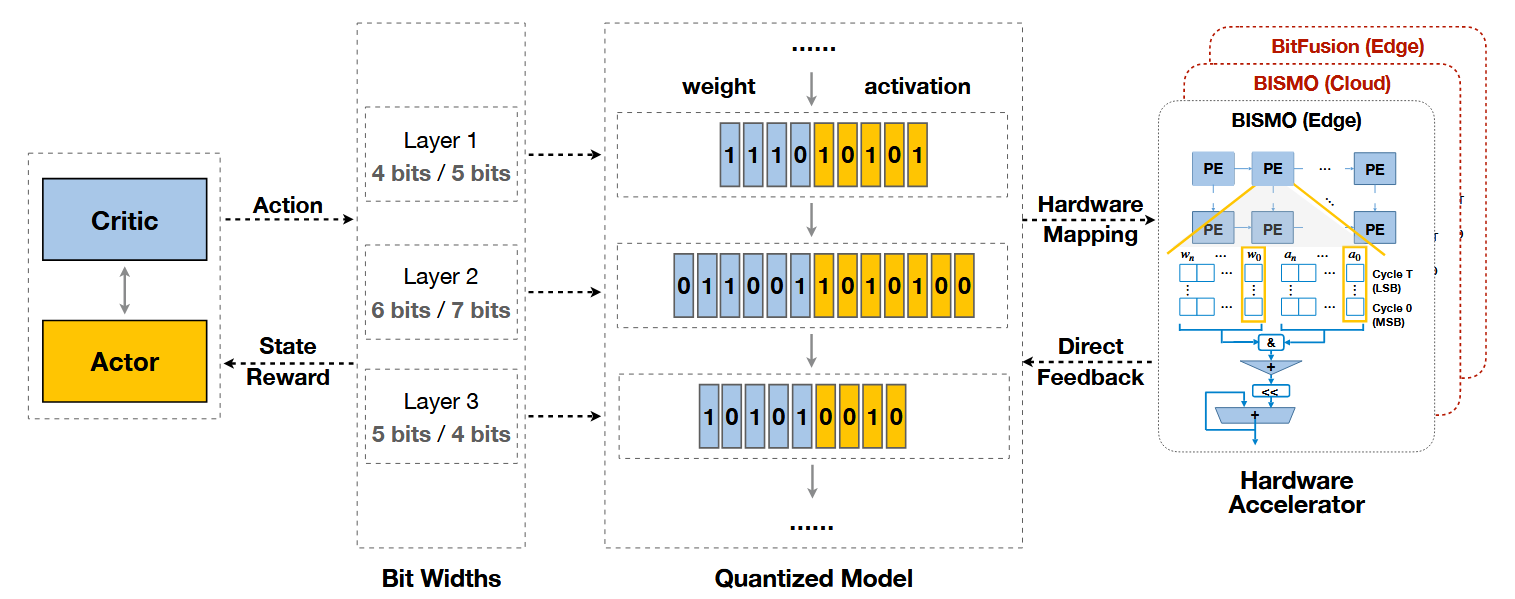 Critic
Actor
Action
State
Reward
Layer 1
4 bits / 5 bits
Layer 2
6 bits / 7 bits
Layer 3
5 bits / 4 bits
Bit Widths
......
weight activation
1 1 1 0 1 0 1 0 1
0 1 1 0 0 1 1 0 1 0 1 0 0
1 0 1 0 1 0 0 1 0
......
Quantized Model
Hardware
Mapping
Direct
Feedback
BitFusion (Edge)
BISMO (Cloud)
BISMO (Edge)
PE PE ... PE
PE PE PE
wn ... w0 an ... a0
Cycle T
(LSB)
Cycle 0
(MSB)
&
+
<<
+
Hardware
Accelerator